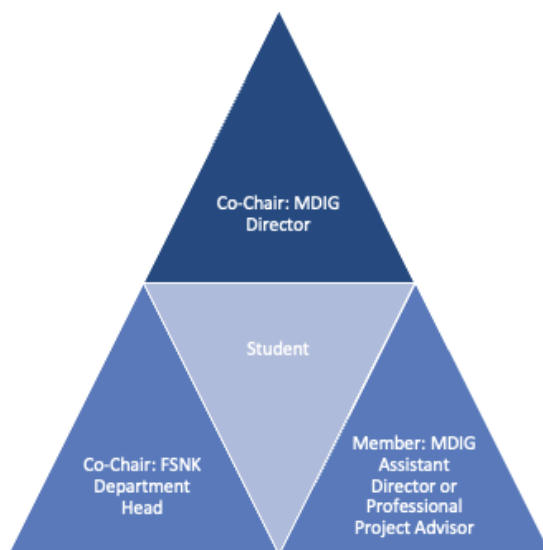 Co-Chair: MDIG
Director
Student
Co-Chair: FSNK
Department
Head
Member: MDIG
Assistant
Director or
Professional
Project Advisor